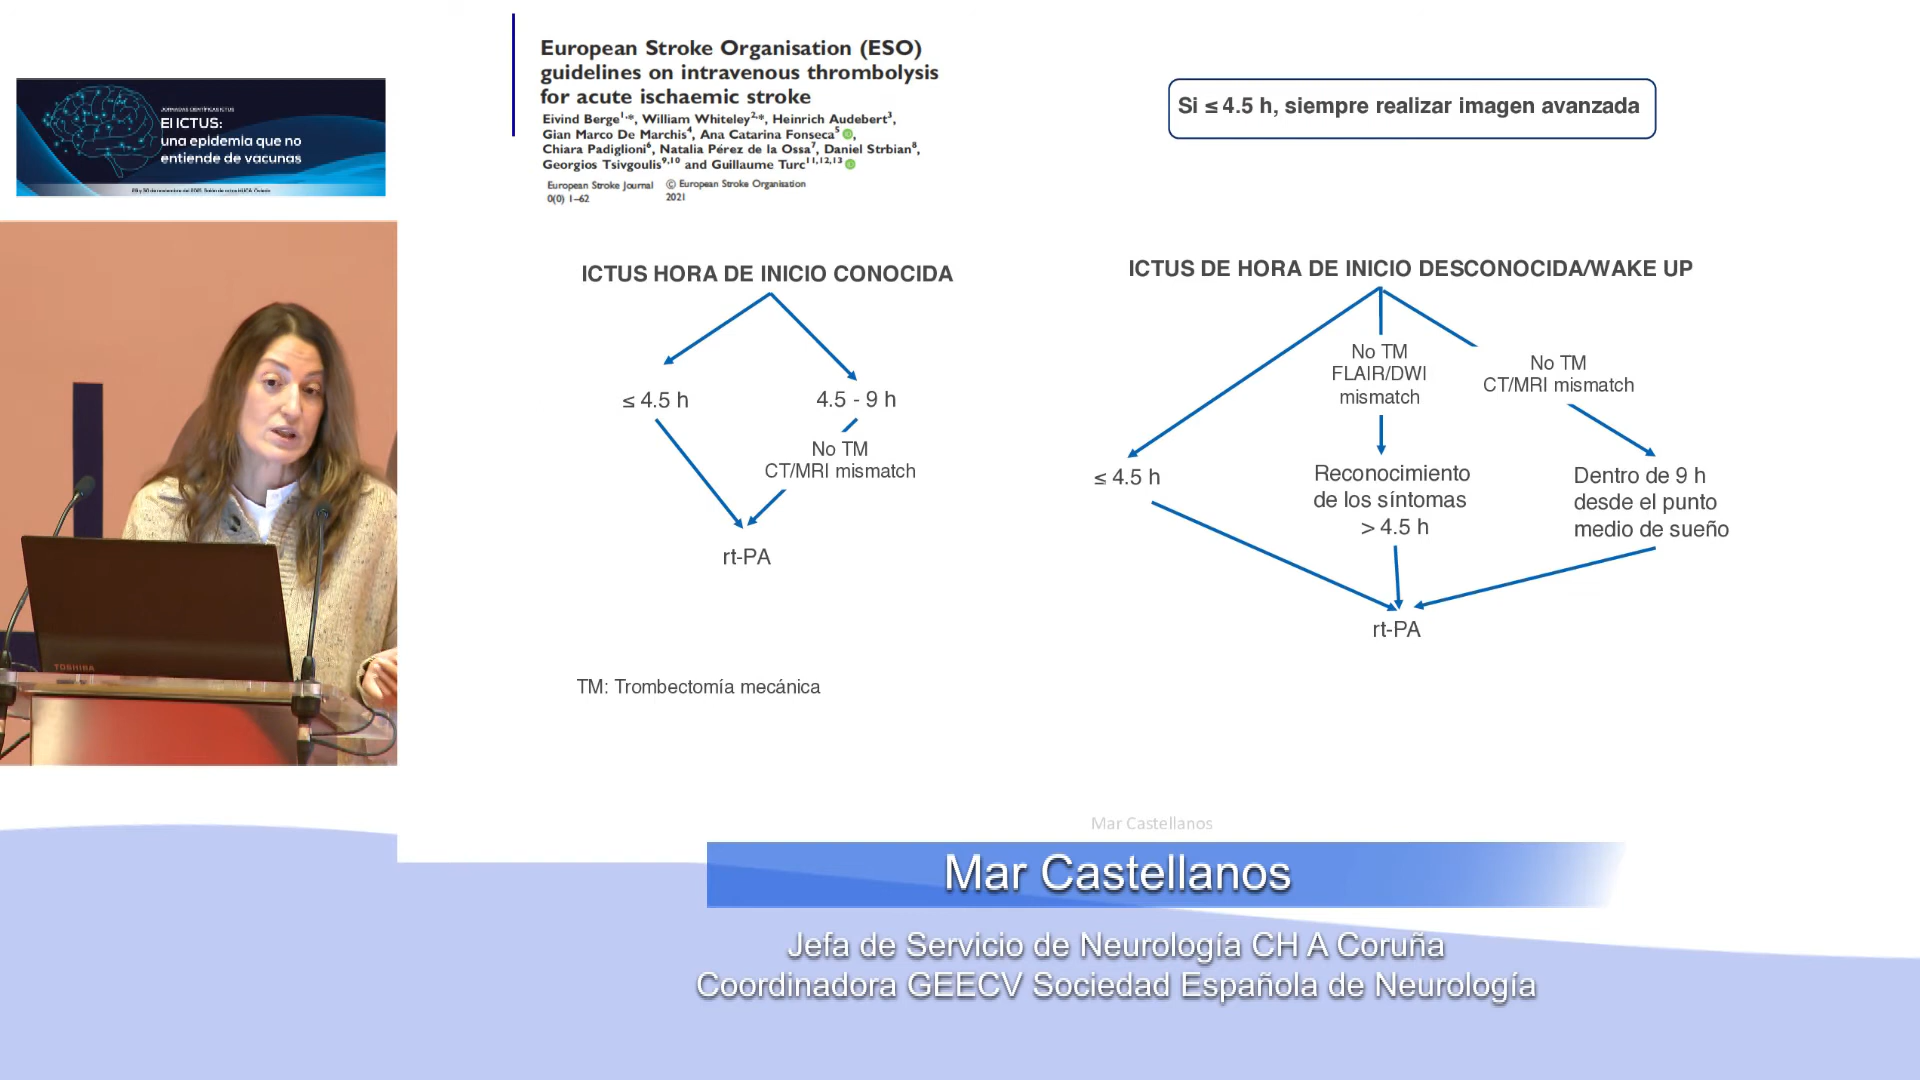 JORNADAS CIENTÍFICAS ICTUS
El ICTUS:
una epidemia que no
entiende de vacunas
European Stroke Organisation (ESO)
guidelines on intravenous thrombolysis
for acute ischaemic stroke
Eivind Berge1,*, William Whiteley2,*, Heinrich Audebert3,
Gian Marco De Marchis4, Ana Catarina Fonseca5,
Chiara Padiglioni6, Natalia Pérez de la Ossa7, Daniel Strbian8,
Georgios Tsivgoulis9,10 and Guillaume Turc11,12,13
European Stroke Journal
0(0) 1–62
© European Stroke Organisation
2021
Si ≤ 4.5 h, siempre realizar imagen avanzada
ICTUS HORA DE INICIO CONOCIDA
≤ 4.5 h
4.5 - 9 h
No TM
CT/MRI mismatch
rt-PA
TM: Trombectomía mecánica
ICTUS DE HORA DE INICIO DESCONOCIDA/WAKE UP
No TM
FLAIR/DWI
mismatch
No TM
CT/MRI mismatch
≤ 4.5 h
Reconocimiento
de los síntomas
> 4.5 h
Dentro de 9 h
desde el punto
medio de sueño
rt-PA
TOSHIBA
Mar Castellanos
Mar Castellanos
Jefa de Servicio de Neurología CH A Coruña
Coordinadora GEECV Sociedad Española de Neurología